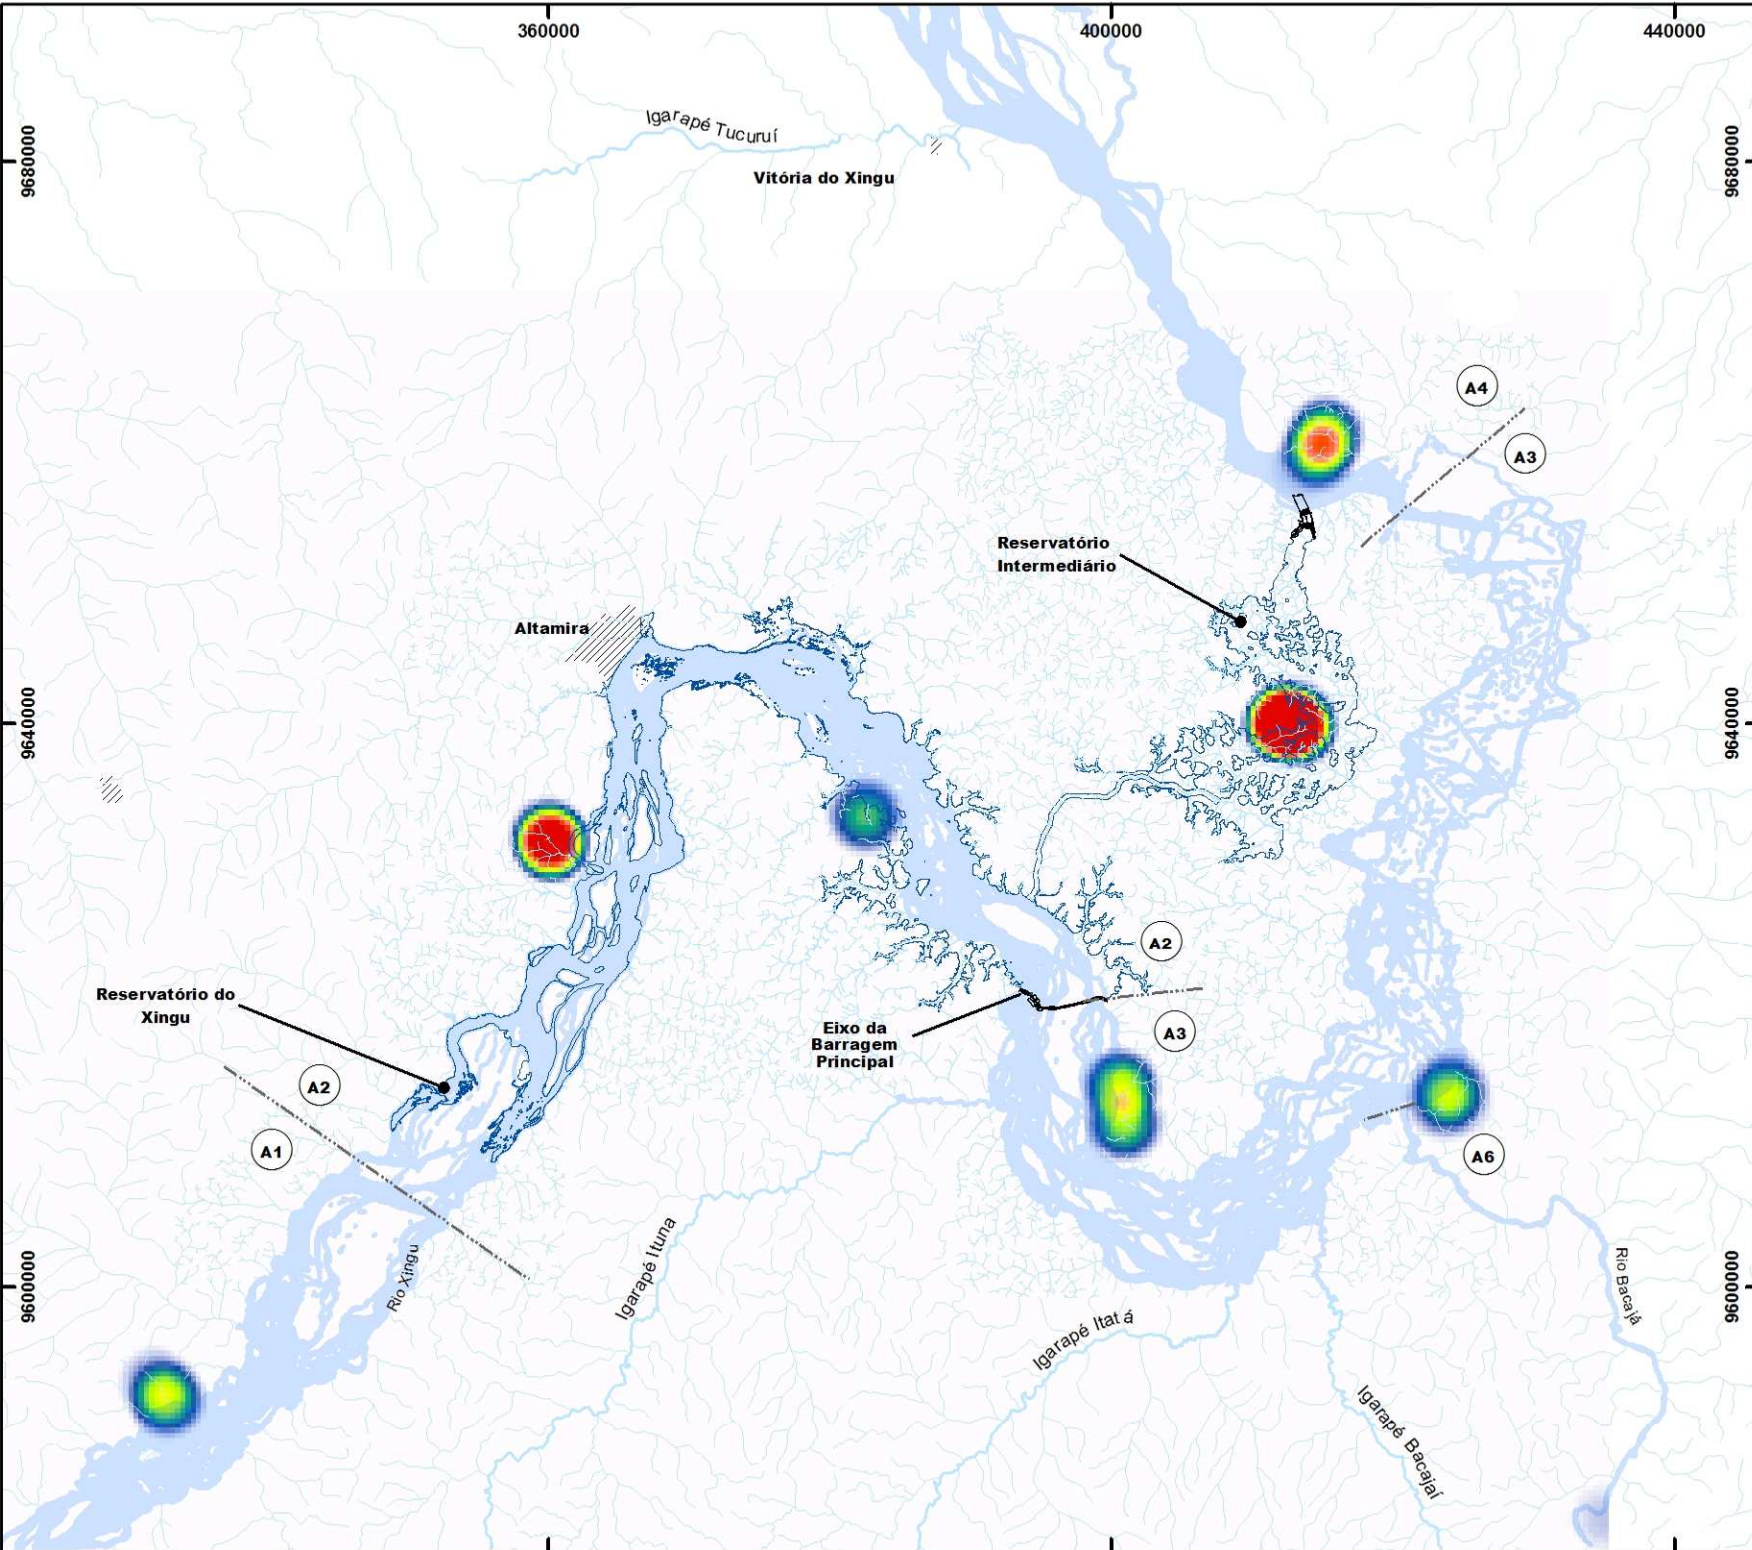 360000
400000
440000
9680000
9680000
Igarapé Tucuruí
Vitória do Xingu
A4
A3
Reservatório
Intermediário
Altamira
9640000
9640000
A2
Reservatório do
Xingu
Eixo da
Barragem
Principal
A3
A2
A1
A6
Rio Xingu
Igarapé Ituna
Igarapé Itatá
Igarapé Bacajaí
Rio Bacajá
9600000
9600000